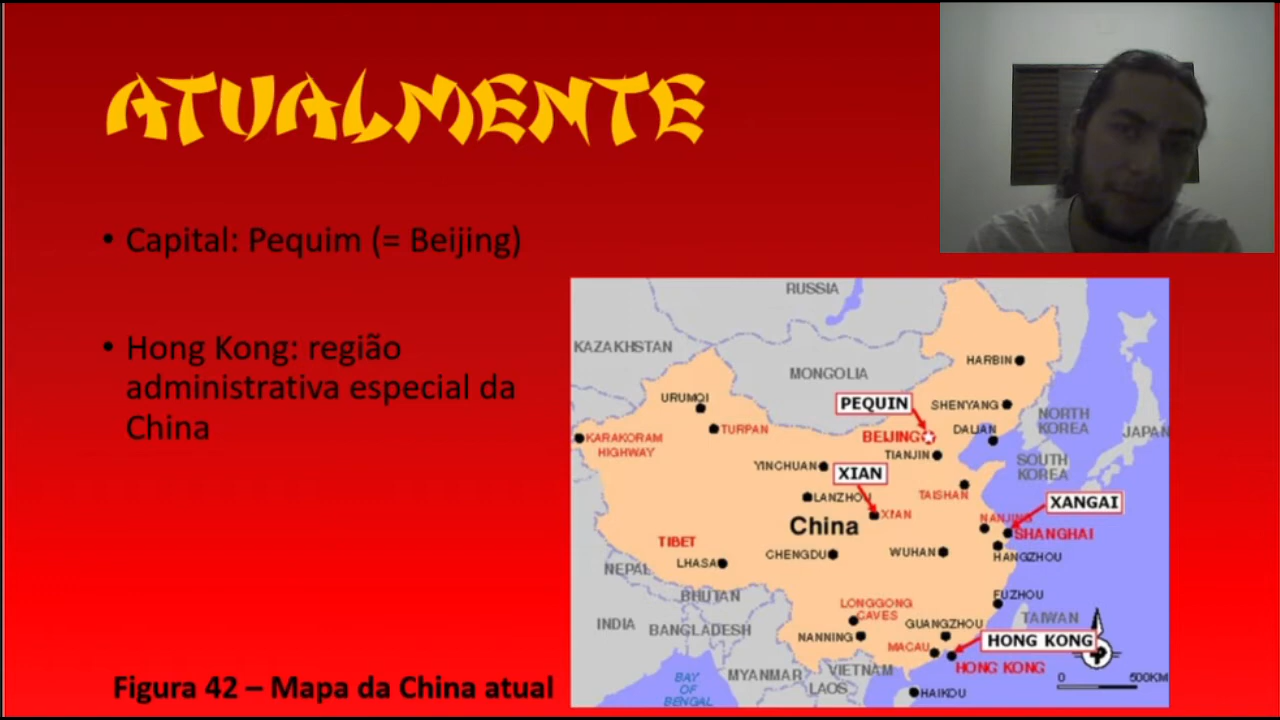 ATUALMENTE
• Capital: Pequim (= Beijing)
• Hong Kong: região
administrativa especial da
China
Figura 42 – Mapa da China atual
RUSSIA
KAZAKHSTAN
MONGOLIA
HARBIN
URUMQI
PEQUIN
SHENYANG
NORTH
KOREA
JAPAN
TURPAN
KARAKORAM
HIGHWAY
BEIJING
DALIAN
TIANJIN
YINCHUAN
XIAN
SOUTH
KOREA
LANZHOU
TAISHAN
XANGAI
China
XI'AN
NANJING
SHANGHAI
TIBET
LHASA
CHENGDU
WUHAN
HANGZHOU
NEPAL
BHUTAN
FUZHOU
LONGGONG
CAVES
TAIWAN
INDIA
BANGLADESH
NANNING
GUANGZHOU
HONG KONG
MACAU
HONG KONG
MYANMAR
VIETNAM
LAOS
BAY
OF
BENGAL
HAIKOU
0 500KM